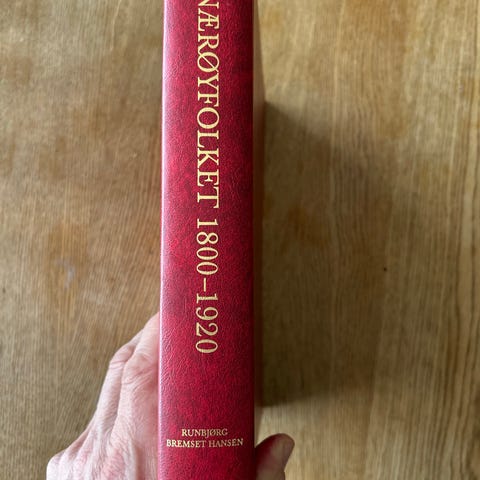 NÆRØYFOLKET 1800–1920
RUNBJØRG
BREMSET HANSEN